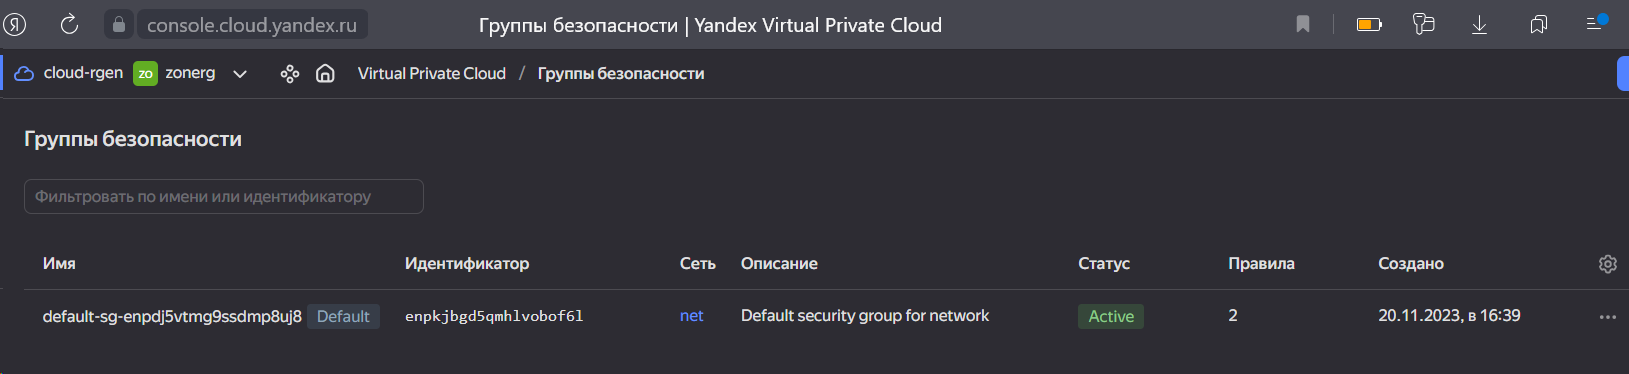 console.cloud.yandex.ru Группы безопасности | Yandex Virtual Private Cloud
cloud-rgen zo zonerg Virtual Private Cloud / Группы безопасности
Группы безопасности
Фильтровать по имени или идентификатору
Имя Идентификатор Сеть Описание Статус Правила Создано
default-sg-enpdj5vtmg9ssdmp8uj8 Default enpkjbgd5qmhlvobof6l net Default security group for network Active 2 20.11.2023, в 16:39